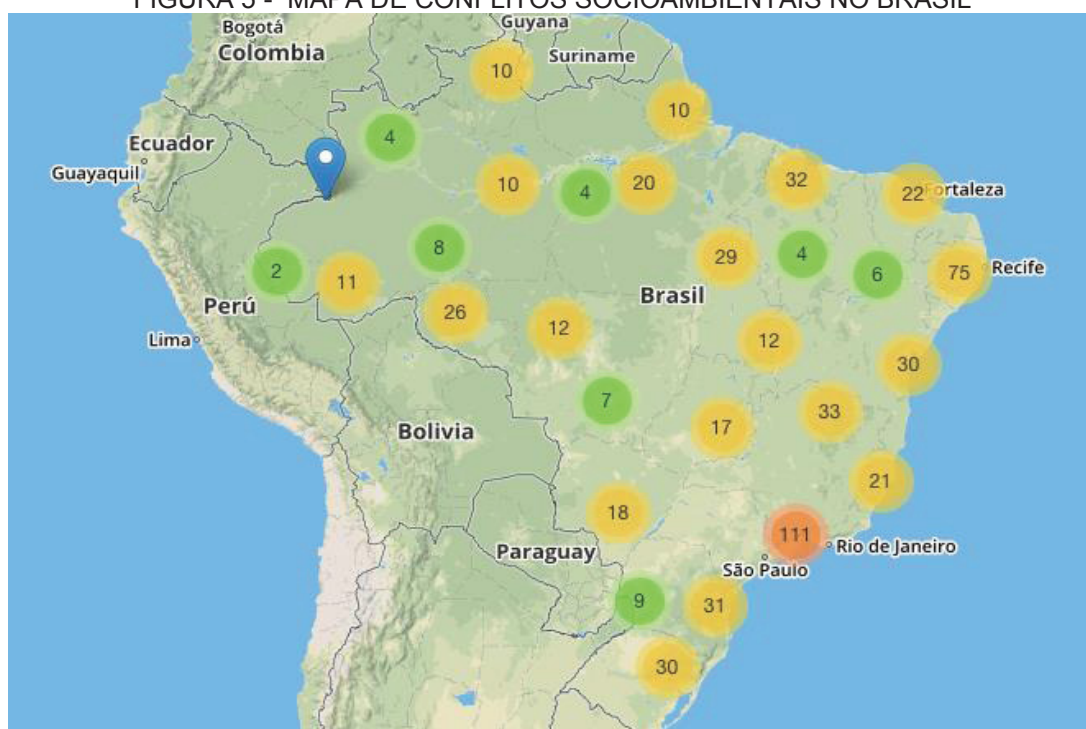 FIGURA 5 - MAPA DE CONFLITOS SOCIOAMBIENTAIS NO BRASIL
Bogotá
Guyana
Colombia
Suriname
10
10
4
Ecuador
Guayaquil
10
4
20
32
22
Fortaleza
8
29
4
6
75
Recife
2
11
Perú
26
Brasil
12
12
Lima
30
7
33
17
Bolivia
21
18
111
Rio de Janeiro
Paraguay
São Paulo
9
31
30